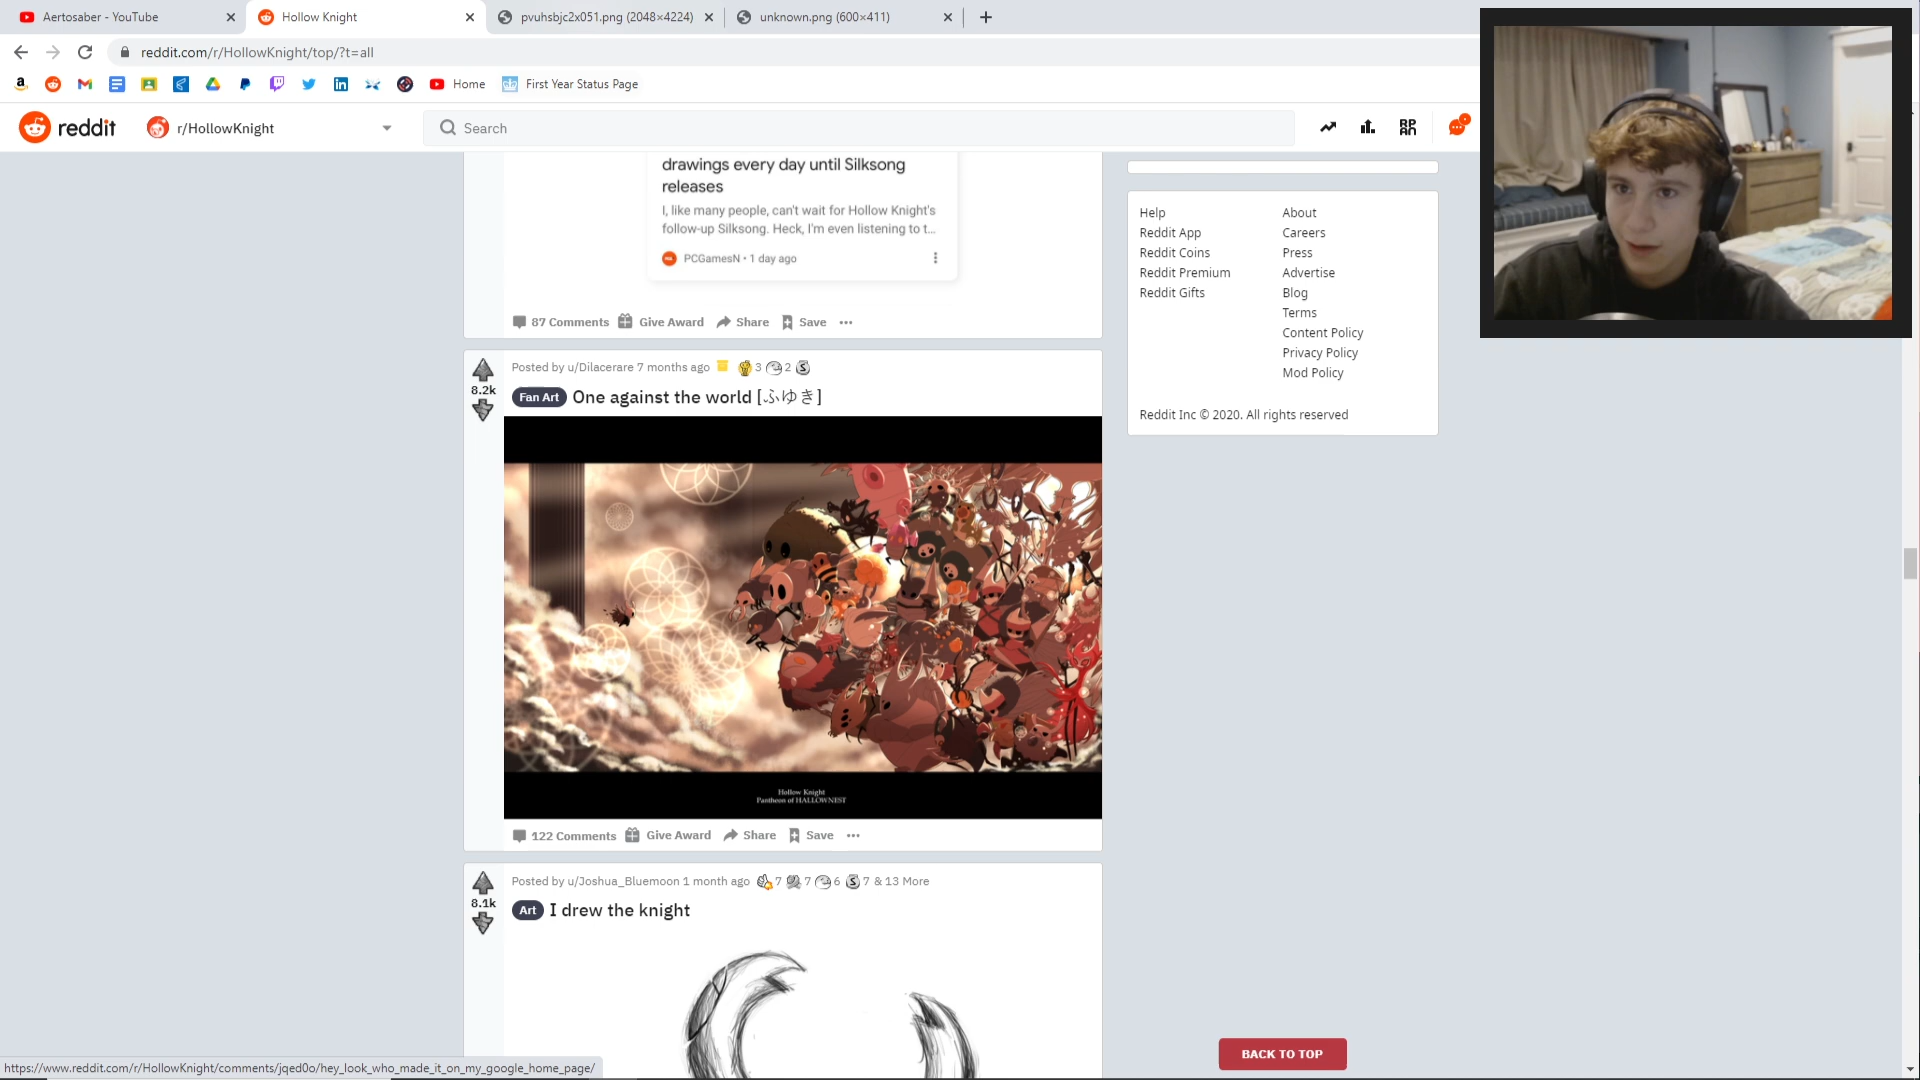 Aertosaber - YouTube
Hollow Knight
pvuhsbjc2x051.png (2048×4224)
unknown.png (600×411)
reddit.com/r/HollowKnight/top/?t=all
Home
First Year Status Page
reddit
r/HollowKnight
Search
drawings every day until Silksong
releases
I, like many people, can't wait for Hollow Knight's
follow-up Silksong. Heck, I'm even listening to t...
PCGamesN • 1 day ago
87 Comments Give Award Share Save
8.2k
Posted by u/Dilacerare 7 months ago 3 2
Fan Art One against the world [ふゆき]
Hollow Knight
Pantheon of HALLOWNEST
122 Comments Give Award Share Save
8.1k
Posted by u/Joshua_Bluemoon 1 month ago 7 7 6 7 & 13 More
Art I drew the knight
Help
Reddit App
Reddit Coins
Reddit Premium
Reddit Gifts
About
Careers
Press
Advertise
Blog
Terms
Content Policy
Privacy Policy
Mod Policy
Reddit Inc © 2020. All rights reserved
BACK TO TOP
https://www.reddit.com/r/HollowKnight/comments/jqed0o/hey_look_who_made_it_on_my_google_home_page/